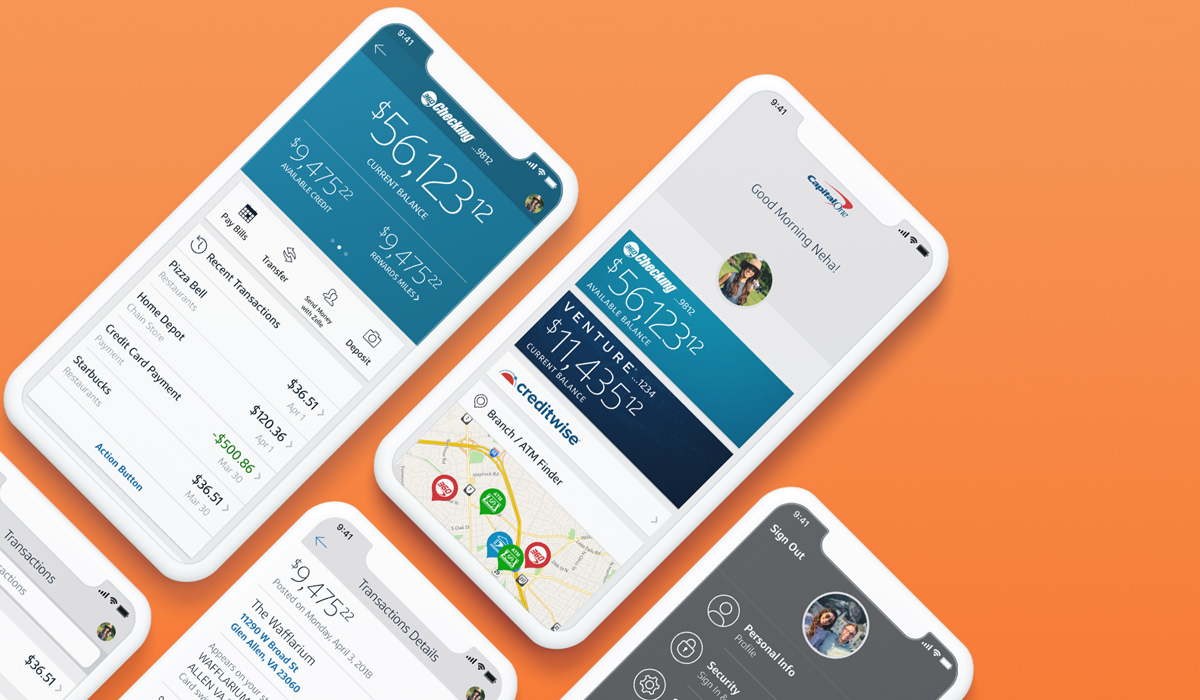 9:41
360 Checking ...9812
$56,123 12
CURRENT BALANCE
$9,475 22
AVAILABLE CREDIT
$9,475 22
REWARDS MILES
Pay Bills
Transfer
Send Money
with Zelle
Deposit
Recent Transactions
Pizza Bell
Restaurants
$36.51
Apr 1
Home Depot
Chain Store
$120.36
Apr 1
Credit Card Payment
Payment
-$500.86
Mar 30
Starbucks
Restaurants
$36.51
Mar 30
Action Button
9:41
Capital One
Good Morning Neha!
360 Checking ...9812
$56,123 12
AVAILABLE BALANCE
VENTURE ...1234
$11,435 12
CURRENT BALANCE
creditwise
Branch / ATM Finder
ATM
ATM
Transactions
$36.51
9:41
Transactions Details
$9,475 22
Posted on Monday, April 3, 2018
The Wafflarium
11290 W Broad St
Glen Allen, VA 23060
Appears on your st
WAFFLARIUM
ALLEN VA
9:41
Sign Out
Personal Info
Profile
Security
Sign In &